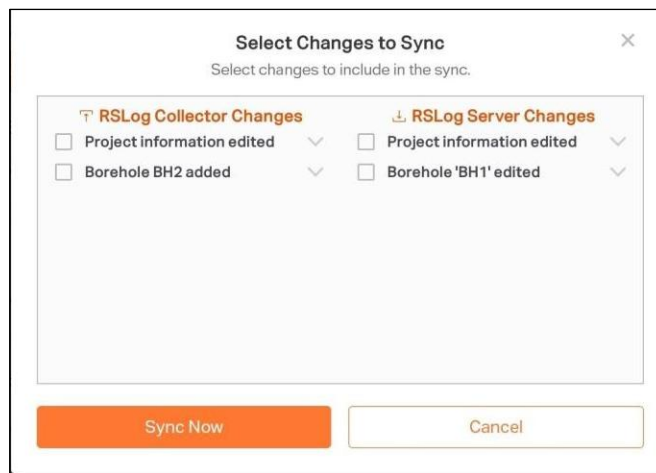 Select Changes to Sync
Select changes to include in the sync.
RSLog Collector Changes
Project information edited
Borehole BH2 added
RSLog Server Changes
Project information edited
Borehole 'BH1' edited
Sync Now
Cancel